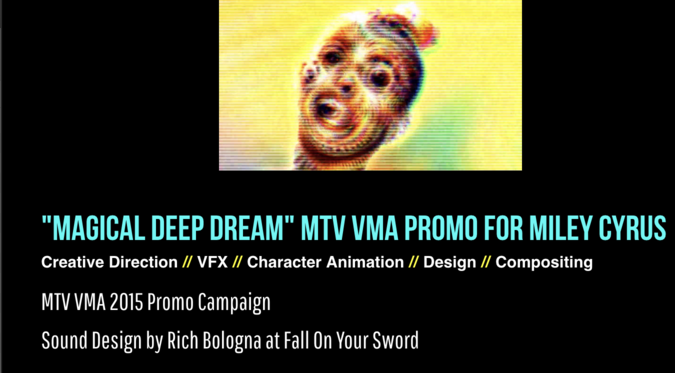 "MAGICAL DEEP DREAM" MTV VMA PROMO FOR MILEY CYRUS
Creative Direction // VFX // Character Animation // Design // Compositing
MTV VMA 2015 Promo Campaign
Sound Design by Rich Bologna at Fall On Your Sword